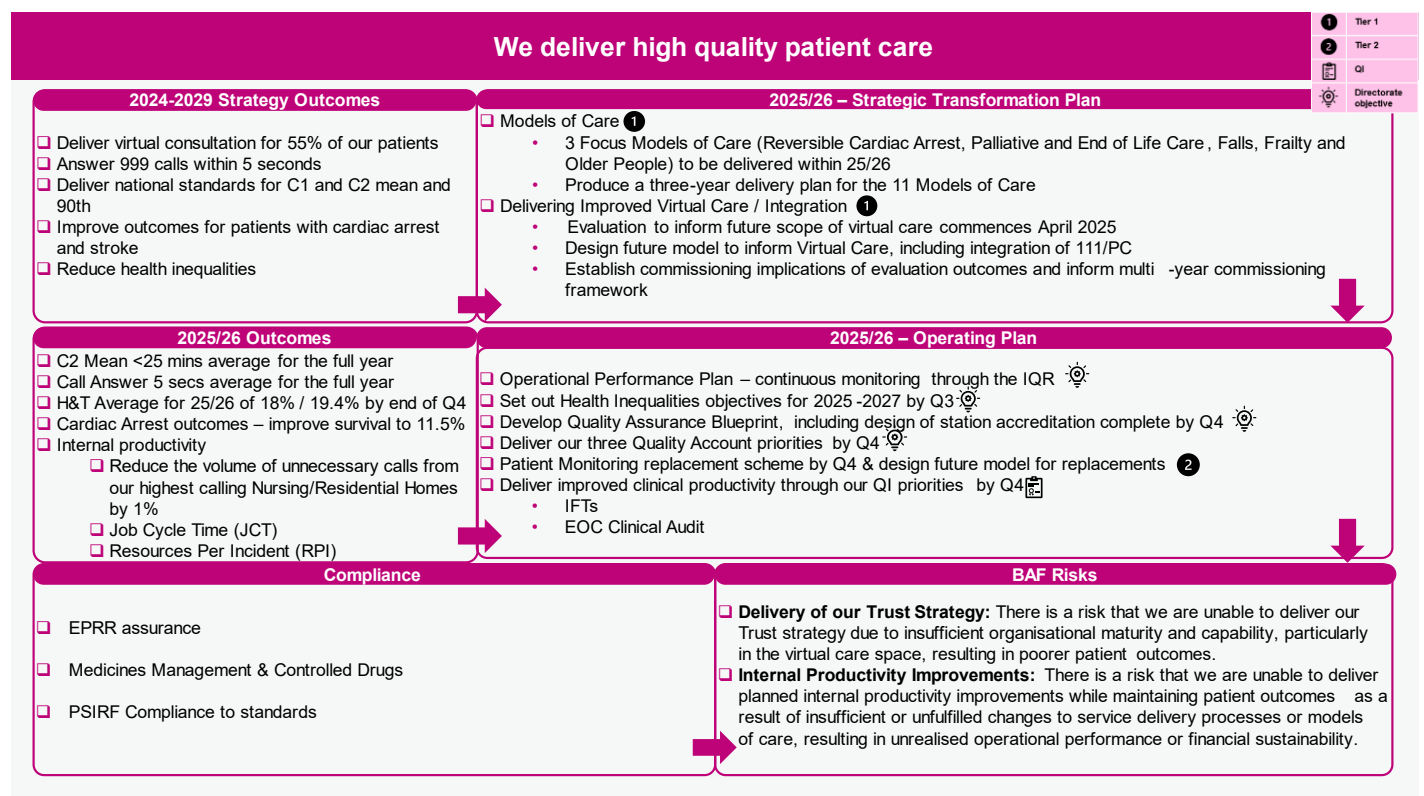 We deliver high quality patient care
1 Tier 1
2 Tier 2
QI
Directorate
objective
2024-2029 Strategy Outcomes
Deliver virtual consultation for 55% of our patients
Answer 999 calls within 5 seconds
Deliver national standards for C1 and C2 mean and
90th
Improve outcomes for patients with cardiac arrest
and stroke
Reduce health inequalities
2025/26 – Strategic Transformation Plan
Models of Care 1
• 3 Focus Models of Care (Reversible Cardiac Arrest, Palliative and End of Life Care, Falls, Frailty and
Older People) to be delivered within 25/26
• Produce a three-year delivery plan for the 11 Models of Care
Delivering Improved Virtual Care / Integration 1
• Evaluation to inform future scope of virtual care commences April 2025
• Design future model to inform Virtual Care, including integration of 111/PC
• Establish commissioning implications of evaluation outcomes and inform multi -year commissioning
framework
2025/26 Outcomes
C2 Mean <25 mins average for the full year
Call Answer 5 secs average for the full year
H&T Average for 25/26 of 18% / 19.4% by end of Q4
Cardiac Arrest outcomes – improve survival to 11.5%
Internal productivity
Reduce the volume of unnecessary calls from
our highest calling Nursing/Residential Homes
by 1%
Job Cycle Time (JCT)
Resources Per Incident (RPI)
2025/26 – Operating Plan
Operational Performance Plan – continuous monitoring through the IQR
Set out Health Inequalities objectives for 2025-2027 by Q3
Develop Quality Assurance Blueprint, including design of station accreditation complete by Q4
Deliver our three Quality Account priorities by Q4
Patient Monitoring replacement scheme by Q4 & design future model for replacements 2
Deliver improved clinical productivity through our QI priorities by Q4
• IFTs
• EOC Clinical Audit
Compliance
EPRR assurance
Medicines Management & Controlled Drugs
PSIRF Compliance to standards
BAF Risks
Delivery of our Trust Strategy: There is a risk that we are unable to deliver our
Trust strategy due to insufficient organisational maturity and capability, particularly
in the virtual care space, resulting in poorer patient outcomes.
Internal Productivity Improvements: There is a risk that we are unable to deliver
planned internal productivity improvements while maintaining patient outcomes as a
result of insufficient or unfulfilled changes to service delivery processes or models
of care, resulting in unrealised operational performance or financial sustainability.